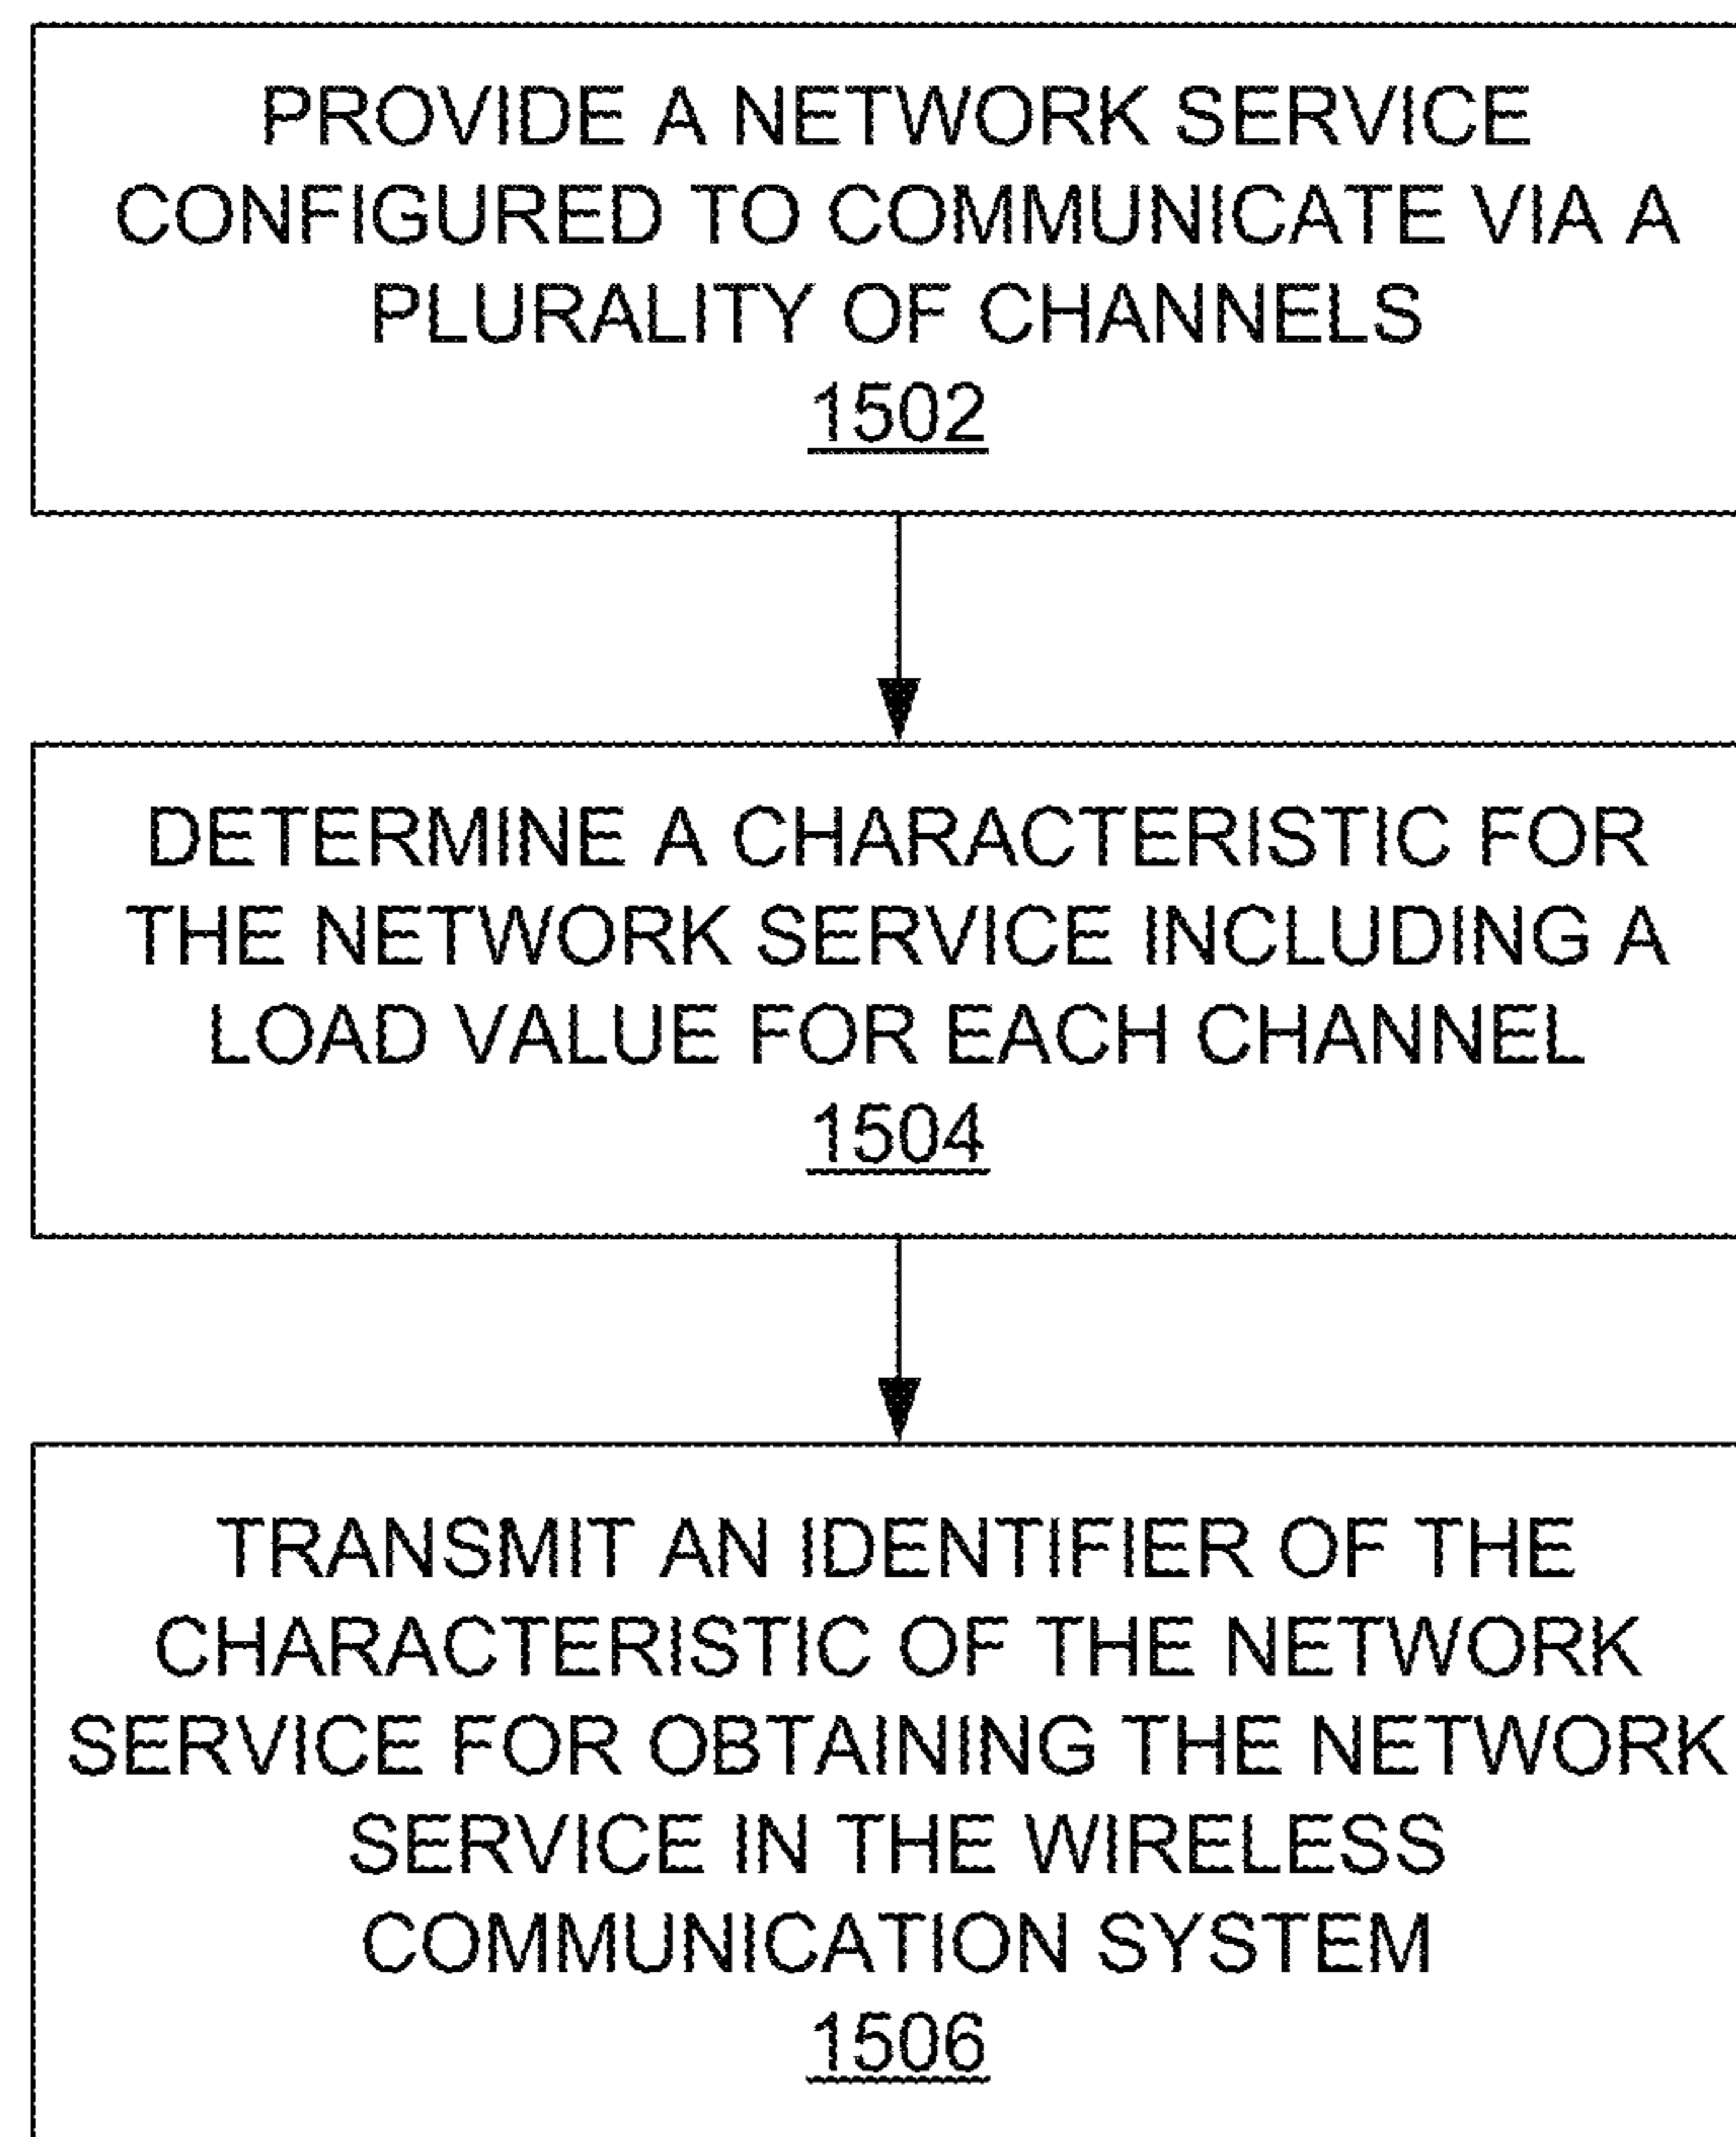 PROVIDE A NETWORK SERVICE
CONFIGURED TO COMMUNICATE VIA A
PLURALITY OF CHANNELS
1502
DETERMINE A CHARACTERISTIC FOR
THE NETWORK SERVICE INCLUDING A
LOAD VALUE FOR EACH CHANNEL
1504
TRANSMIT AN IDENTIFIER OF THE
CHARACTERISTIC OF THE NETWORK
SERVICE FOR OBTAINING THE NETWORK
SERVICE IN THE WIRELESS
COMMUNICATION SYSTEM
1506